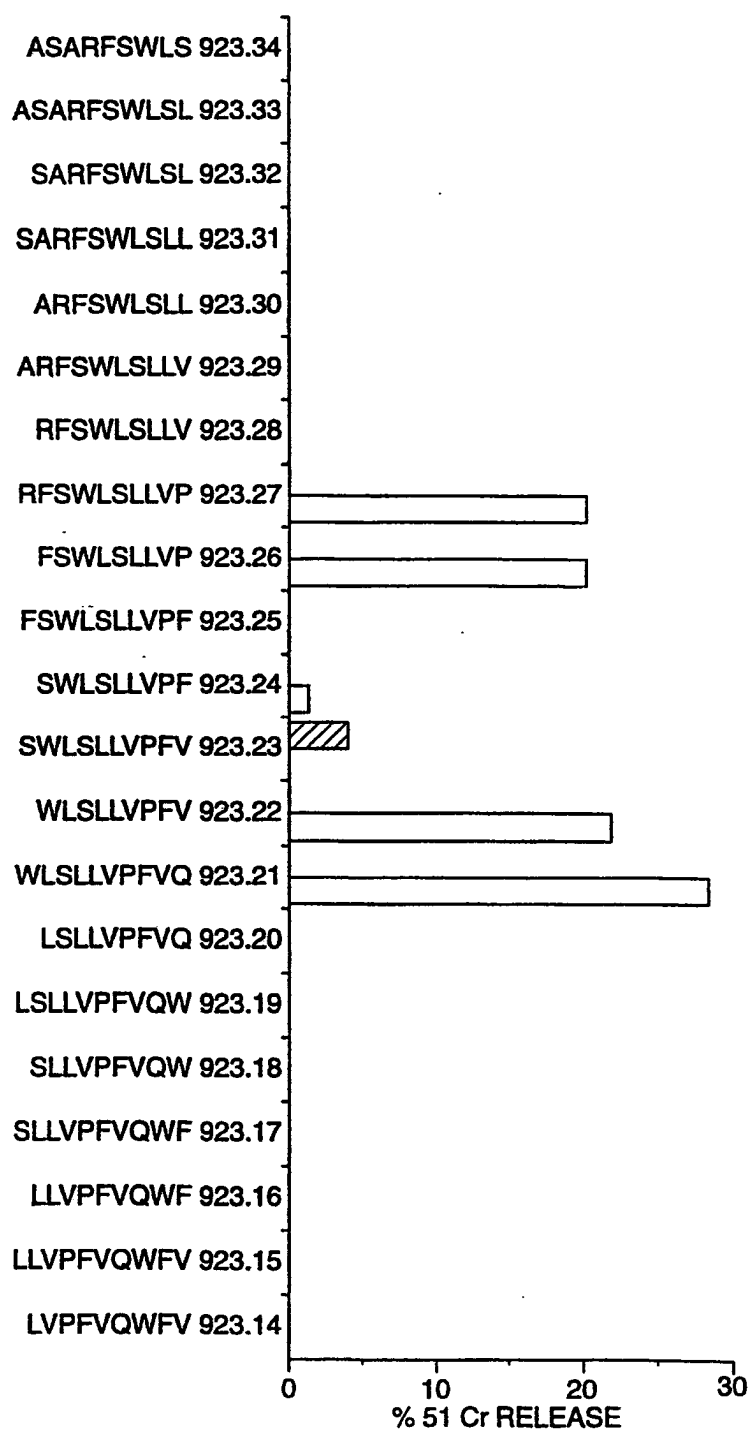 ASARFSWLS 923.34
ASARFSWLSL 923.33
SARFSWLSL 923.32
SARFSWLSLL 923.31
ARFSWLSLL 923.30
ARFSWLSLLV 923.29
RFSWLSLLV 923.28
RFSWLSLLVP 923.27
FSWLSLLVP 923.26
FSWLSLLVPF 923.25
SWLSLLVPF 923.24
SWLSLLVPFV 923.23
WLSLLVPFV 923.22
WLSLLVPFVQ 923.21
LSLLVPFVQ 923.20
LSLLVPFVQW 923.19
SLLVPFVQW 923.18
SLLVPFVQWF 923.17
LLVPFVQWF 923.16
LLVPFVQWFV 923.15
LVPFVQWFV 923.14
0 10 20 30
% 51 Cr RELEASE